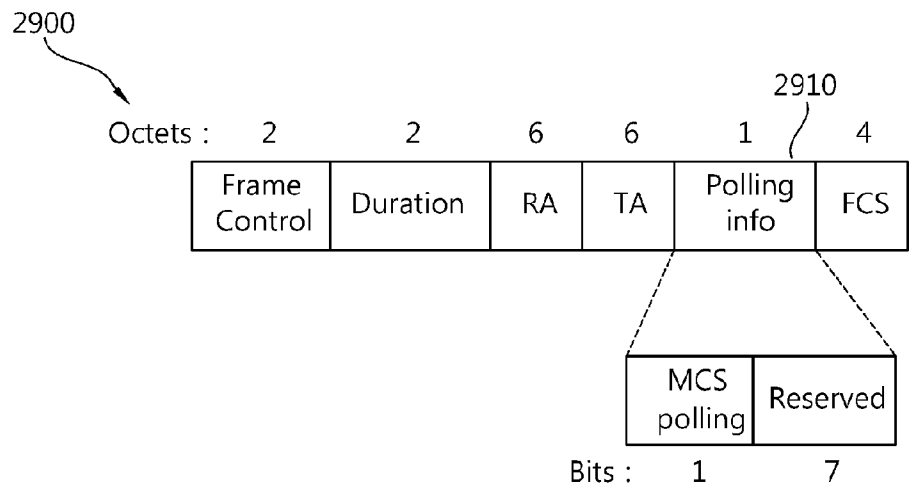 2900
2910
Octets : 2 2 6 6 1 4
Frame Control Duration RA TA Polling info FCS
MCS polling Reserved
Bits : 1 7